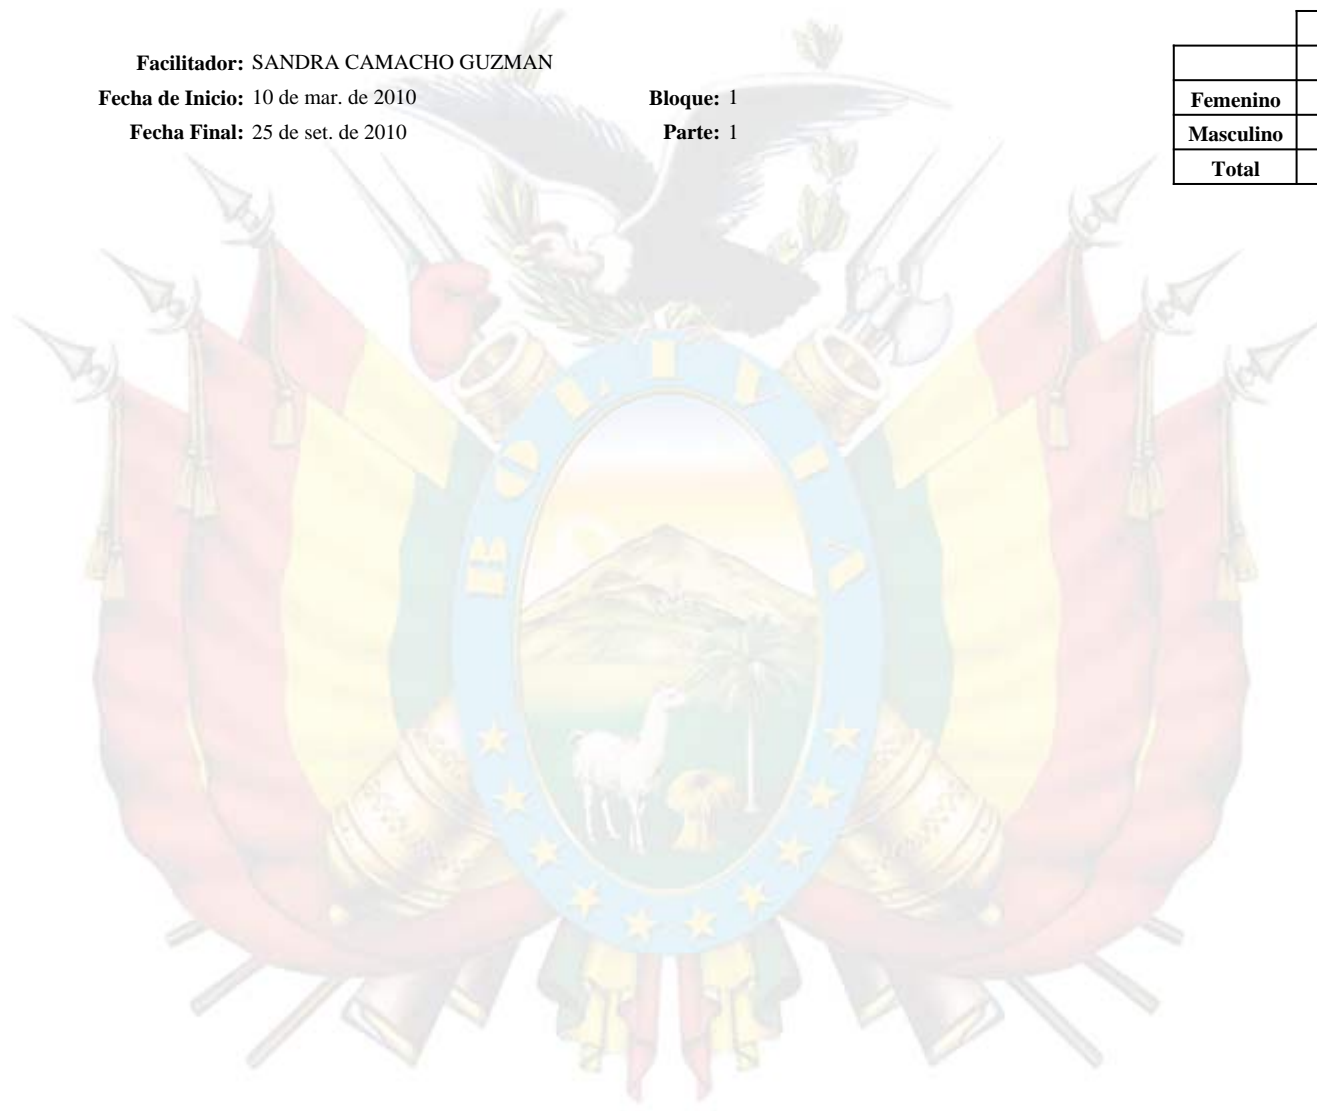 Facilitador: SANDRA CAMACHO GUZMAN
Fecha de Inicio: 10 de mar. de 2010 Bloque: 1
Fecha Final: 25 de set. de 2010 Parte: 1
Femenino
Masculino
Total
BOLIVIA